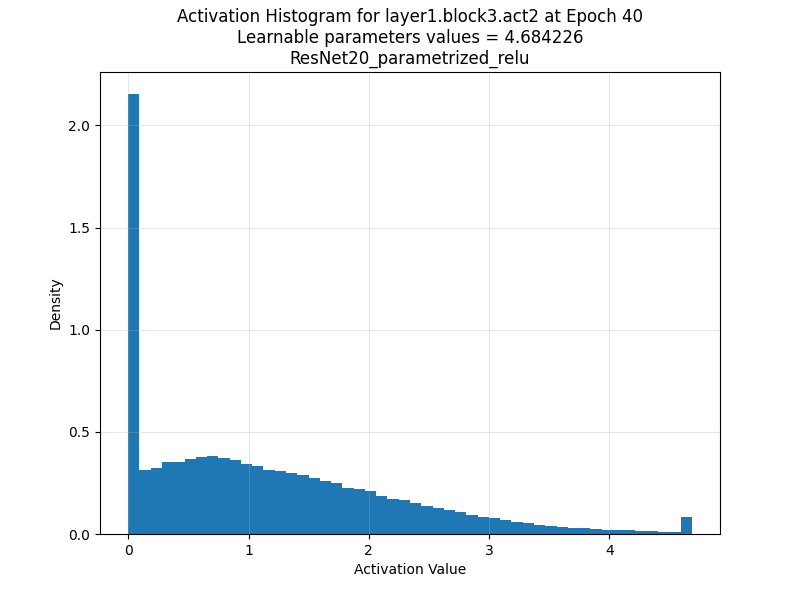 Activation Histogram for layer1.block3.act2 at Epoch 40
Learnable parameters values = 4.684226
ResNet20_parametrized_relu
2.0
1.5
1.0
0.5
0.0
Density
0 1 2 3 4
Activation Value